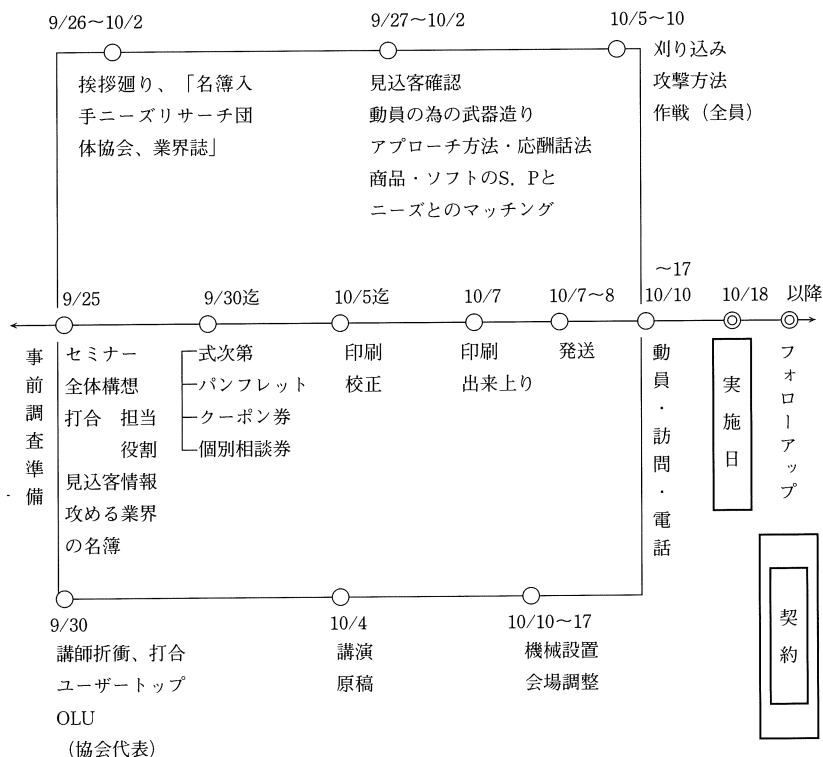 9/26～10/2
挨拶廻り、「名簿入
手ニーズリサーチ団
体協会、業界誌」
9/27～10/2
見込客確認
動員の為の武器造り
アプローチ方法・応酬話法
商品・ソフトのS．Pと
ニーズとのマッチング
10/5～10
刈り込み
攻撃方法
作戦（全員）
事前調査準備
9/25
セミナー
全体構想
打合　担当
役割
見込客情報
攻める業界
の名簿
9/30迄
式次第
パンフレット
クーポン券
個別相談券
10/5迄
印刷
校正
10/7
印刷
出来上り
10/7～8
発送
～17
10/10
動員・訪問・電話
10/18
実施日
以降
フォローアップ
契約
9/30
講師折衝、打合
ユーザートップ
OLU
（協会代表）
10/4
講演
原稿
10/10～17
機械設置
会場調整